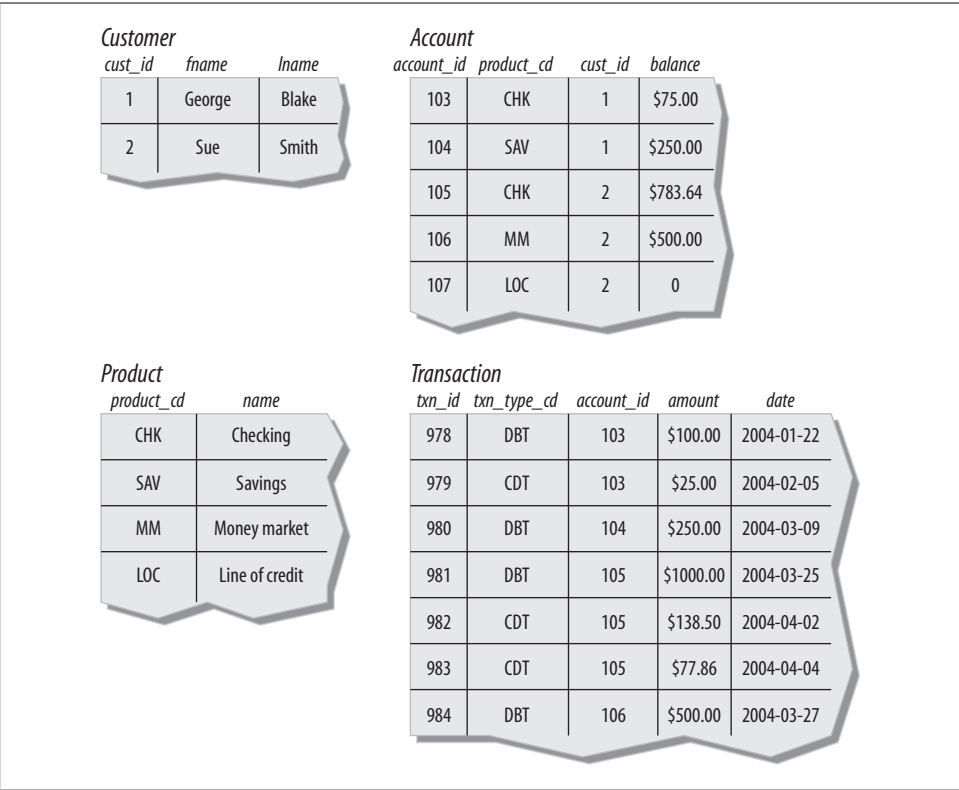 Customer
cust_id fname lname
1 George Blake
2 Sue Smith
Account
account_id product_cd cust_id balance
103 CHK 1 $75.00
104 SAV 1 $250.00
105 CHK 2 $783.64
106 MM 2 $500.00
107 LOC 2 0
Product
product_cd name
CHK Checking
SAV Savings
MM Money market
LOC Line of credit
Transaction
txn_id txn_type_cd account_id amount date
978 DBT 103 $100.00 2004-01-22
979 CDT 103 $25.00 2004-02-05
980 DBT 104 $250.00 2004-03-09
981 DBT 105 $1000.00 2004-03-25
982 CDT 105 $138.50 2004-04-02
983 CDT 105 $77.86 2004-04-04
984 DBT 106 $500.00 2004-03-27